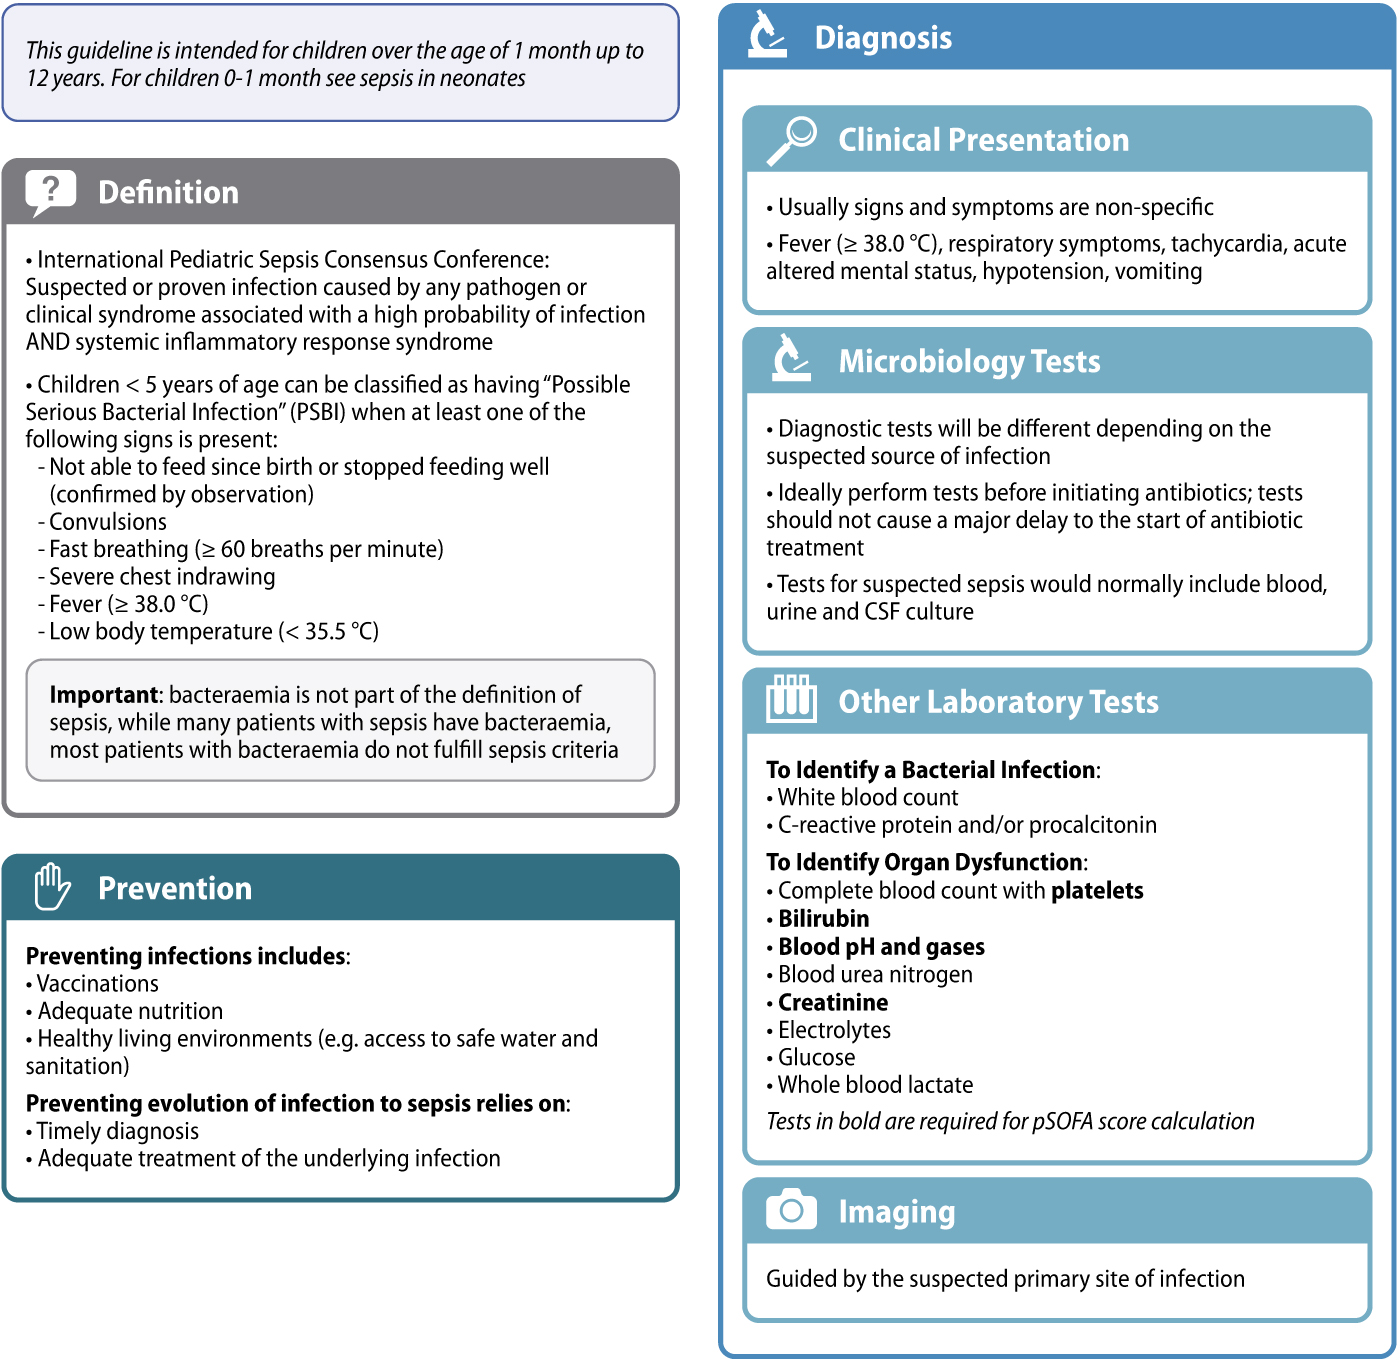 This guideline is intended for children over the age of 1 month up to
12 years. For children 0-1 month see sepsis in neonates
Definition
• International Pediatric Sepsis Consensus Conference:
Suspected or proven infection caused by any pathogen or
clinical syndrome associated with a high probability of infection
AND systemic inflammatory response syndrome
• Children < 5 years of age can be classified as having “Possible
Serious Bacterial Infection” (PSBI) when at least one of the
following signs is present:
- Not able to feed since birth or stopped feeding well
(confirmed by observation)
- Convulsions
- Fast breathing (≥ 60 breaths per minute)
- Severe chest indrawing
- Fever (≥ 38.0 °C)
- Low body temperature (< 35.5 °C)
Important: bacteraemia is not part of the definition of
sepsis, while many patients with sepsis have bacteraemia,
most patients with bacteraemia do not fulfill sepsis criteria
Prevention
Preventing infections includes:
• Vaccinations
• Adequate nutrition
• Healthy living environments (e.g. access to safe water and
sanitation)
Preventing evolution of infection to sepsis relies on:
• Timely diagnosis
• Adequate treatment of the underlying infection
Diagnosis
Clinical Presentation
• Usually signs and symptoms are non-specific
• Fever (≥ 38.0 °C), respiratory symptoms, tachycardia, acute
altered mental status, hypotension, vomiting
Microbiology Tests
• Diagnostic tests will be different depending on the
suspected source of infection
• Ideally perform tests before initiating antibiotics; tests
should not cause a major delay to the start of antibiotic
treatment
• Tests for suspected sepsis would normally include blood,
urine and CSF culture
Other Laboratory Tests
To Identify a Bacterial Infection:
• White blood count
• C-reactive protein and/or procalcitonin
To Identify Organ Dysfunction:
• Complete blood count with platelets
• Bilirubin
• Blood pH and gases
• Blood urea nitrogen
• Creatinine
• Electrolytes
• Glucose
• Whole blood lactate
Tests in bold are required for pSOFA score calculation
Imaging
Guided by the suspected primary site of infection